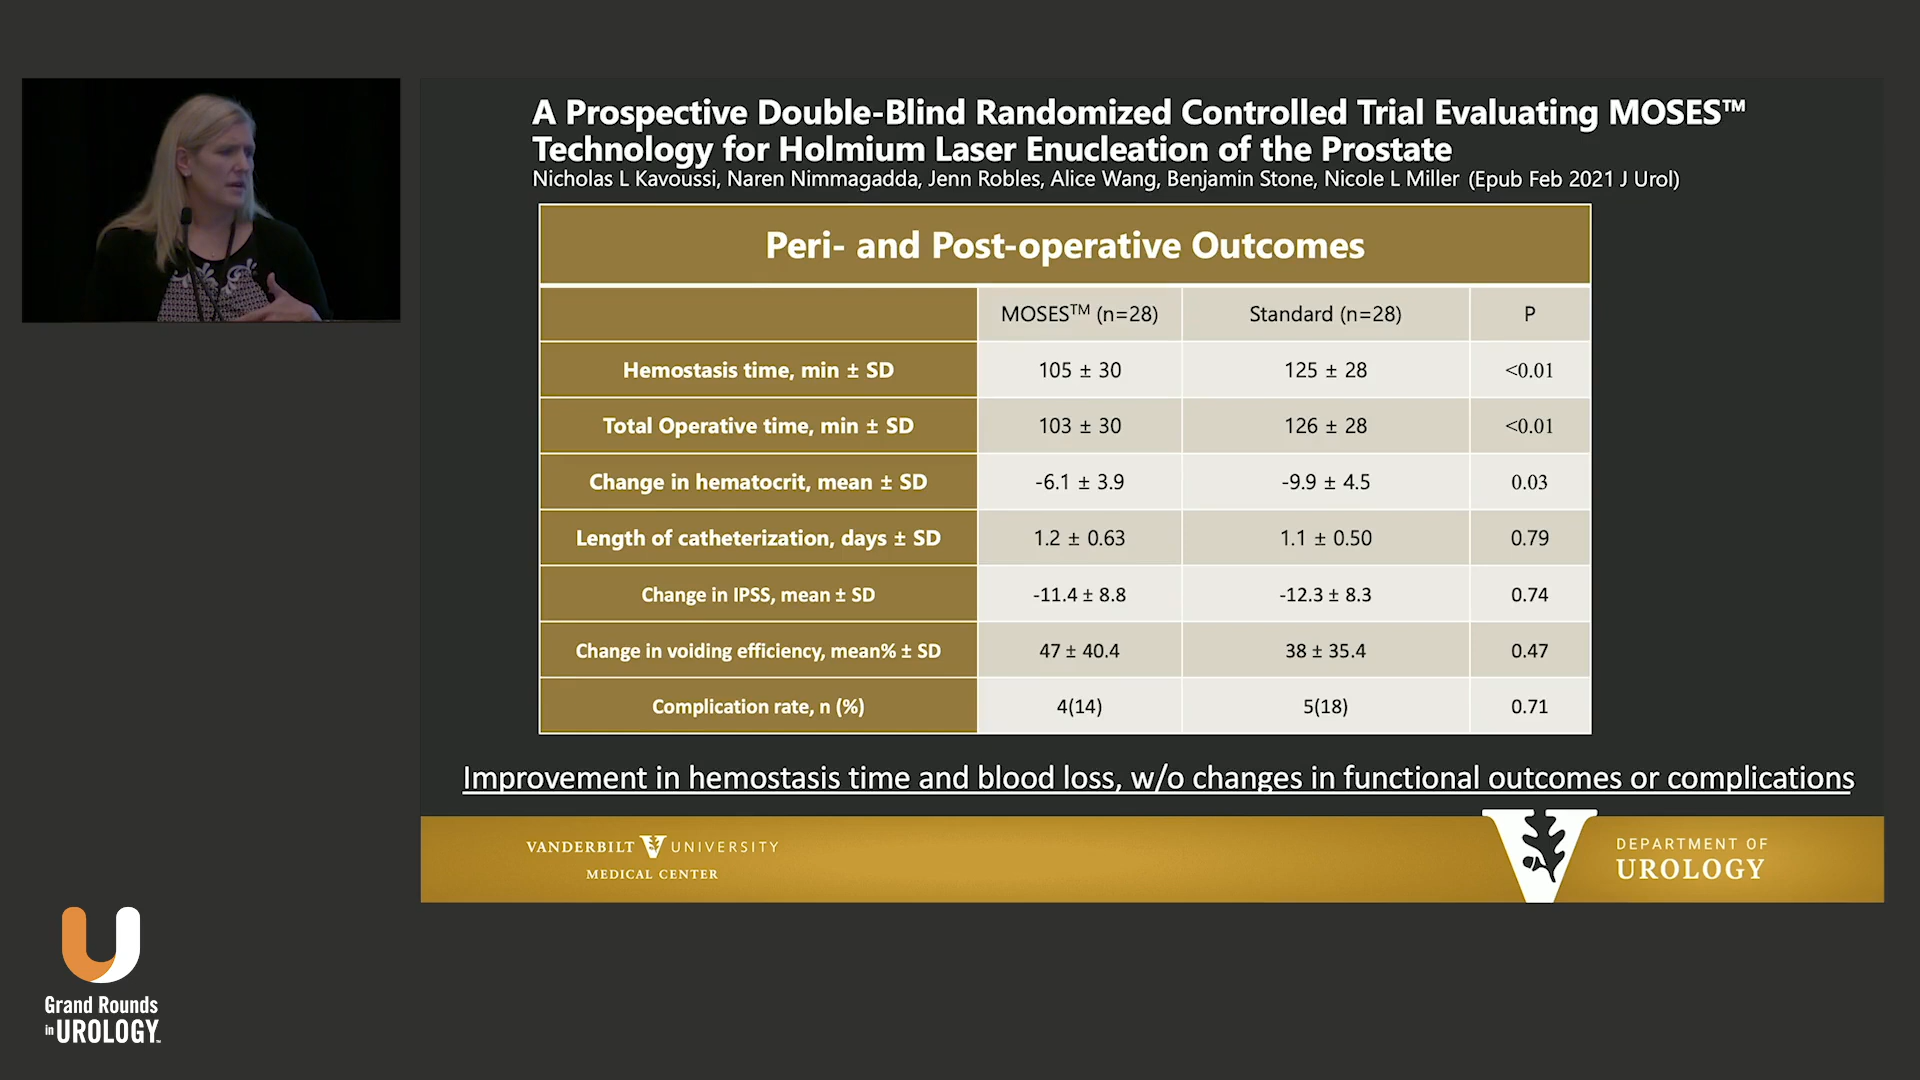 A Prospective Double-Blind Randomized Controlled Trial Evaluating MOSES™
Technology for Holmium Laser Enucleation of the Prostate
Nicholas L Kavoussi, Naren Nimmagadda, Jenn Robles, Alice Wang, Benjamin Stone, Nicole L Miller (Epub Feb 2021 J Urol)
Peri- and Post-operative Outcomes
MOSES™ (n=28) Standard (n=28) P
Hemostasis time, min ± SD 105 ± 30 125 ± 28 <0.01
Total Operative time, min ± SD 103 ± 30 126 ± 28 <0.01
Change in hematocrit, mean ± SD -6.1 ± 3.9 -9.9 ± 4.5 0.03
Length of catheterization, days ± SD 1.2 ± 0.63 1.1 ± 0.50 0.79
Change in IPSS, mean ± SD -11.4 ± 8.8 -12.3 ± 8.3 0.74
Change in voiding efficiency, mean% ± SD 47 ± 40.4 38 ± 35.4 0.47
Complication rate, n (%) 4(14) 5(18) 0.71
Improvement in hemostasis time and blood loss, w/o changes in functional outcomes or complications
VANDERBILT V UNIVERSITY
MEDICAL CENTER
V
DEPARTMENT OF
UROLOGY
U
Grand Rounds
in UROLOGY™